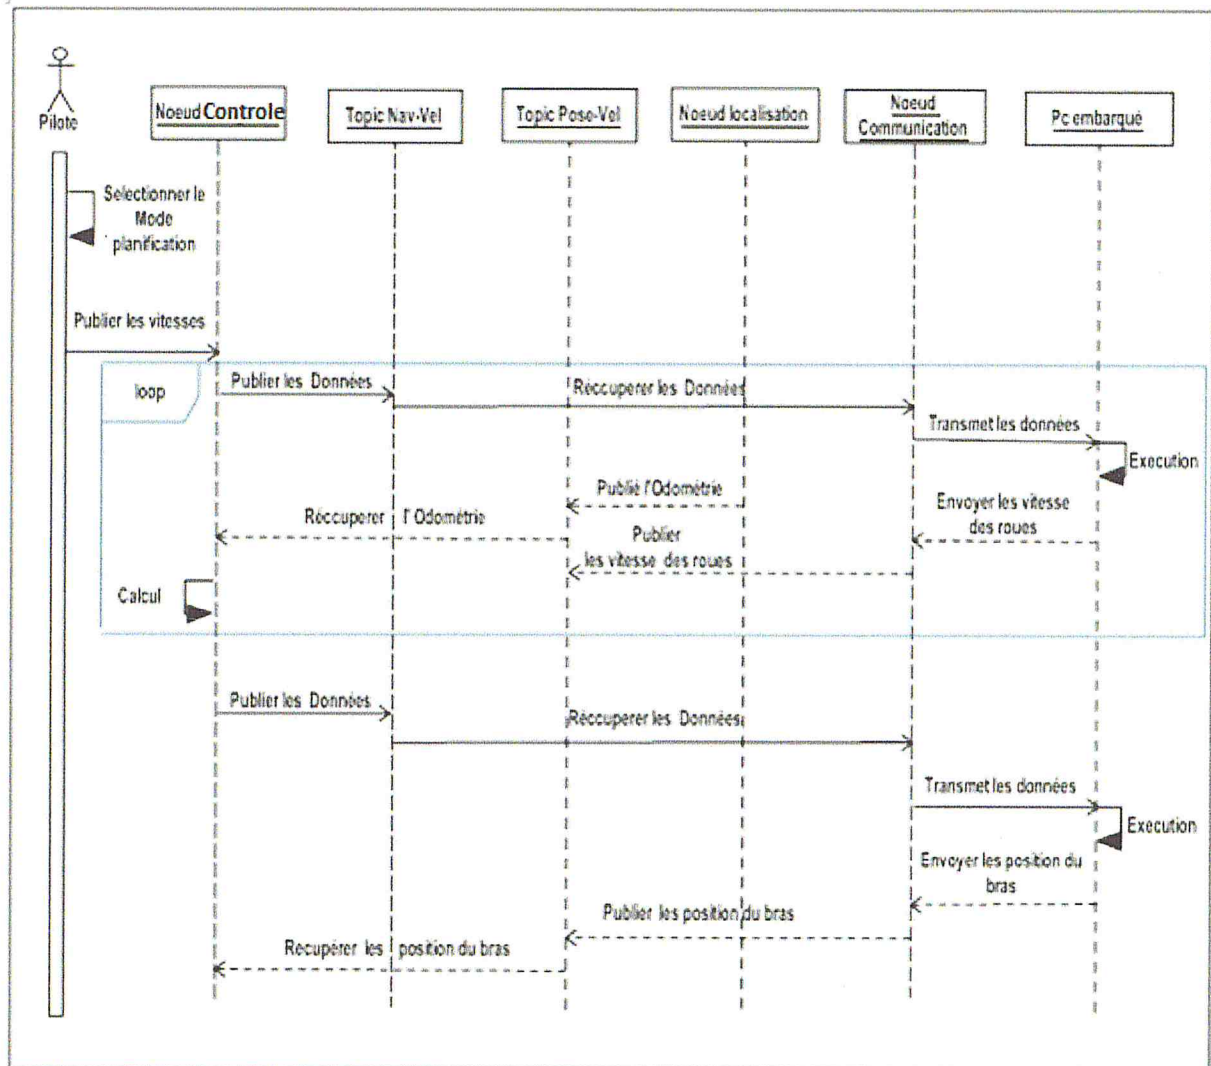 Pilote
Noeud Controle
Topic Nav-Vel
Topic Pose-Vel
Noeud localisation
Noeud
Communication
Pc embarqué
Selectionner le
Mode
planification
Publier les vitesses
loop
Publier les Données
Réccuperer les Données
Transmet les données
Execution
Publié l'Odométrie
Envoyer les vitesse
des roues
Réccuperer l' Odométrie
Publier
les vitesse des roues
Calcul
Publier les Données
Réccuperer les Données
Transmet les données
Execution
Envoyer les position du
bras
Publier les position du bras
Recupérer les position du bras